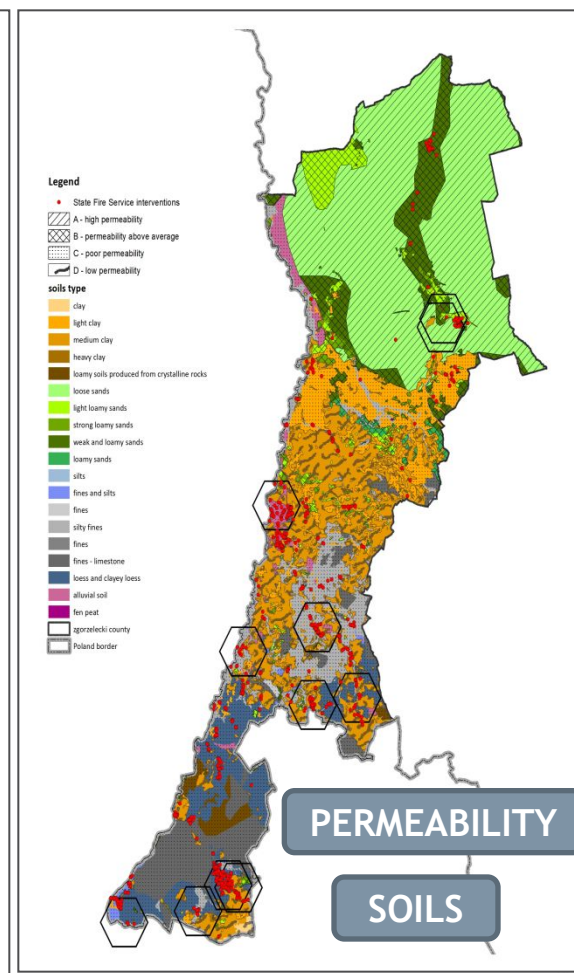 Legend
State Fire Service interventions
A - high permeability
B - permeability above average
C - poor permeability
D - low permeability
soils type
clay
light clay
medium clay
heavy clay
loamy soils produced from crystalline rocks
loose sands
light loamy sands
strong loamy sands
weak and loamy sands
loamy sands
silts
fines and silts
fines
silty fines
fines
fines - limestone
loess and clayey loess
alluvial soil
fen peat
zgorzelecki county
Poland border
PERMEABILITY
SOILS